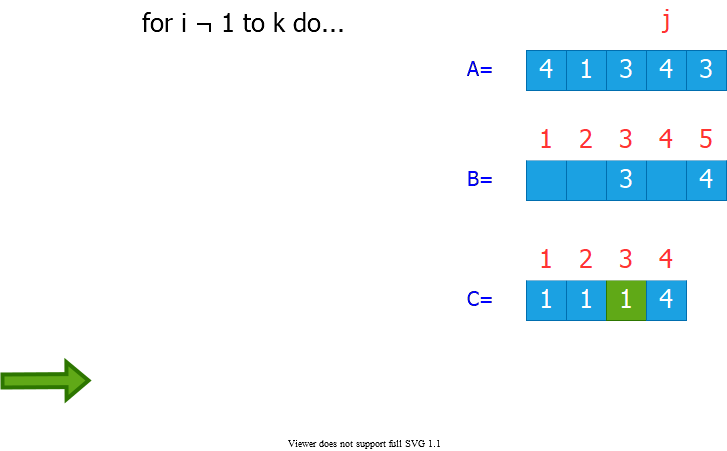 for i ¬ 1 to k do...
j
A= 4 1 3 4 3
1 2 3 4 5
B= 3 4
1 2 3 4
C= 1 1 1 4
Viewer does not support full SVG 1.1